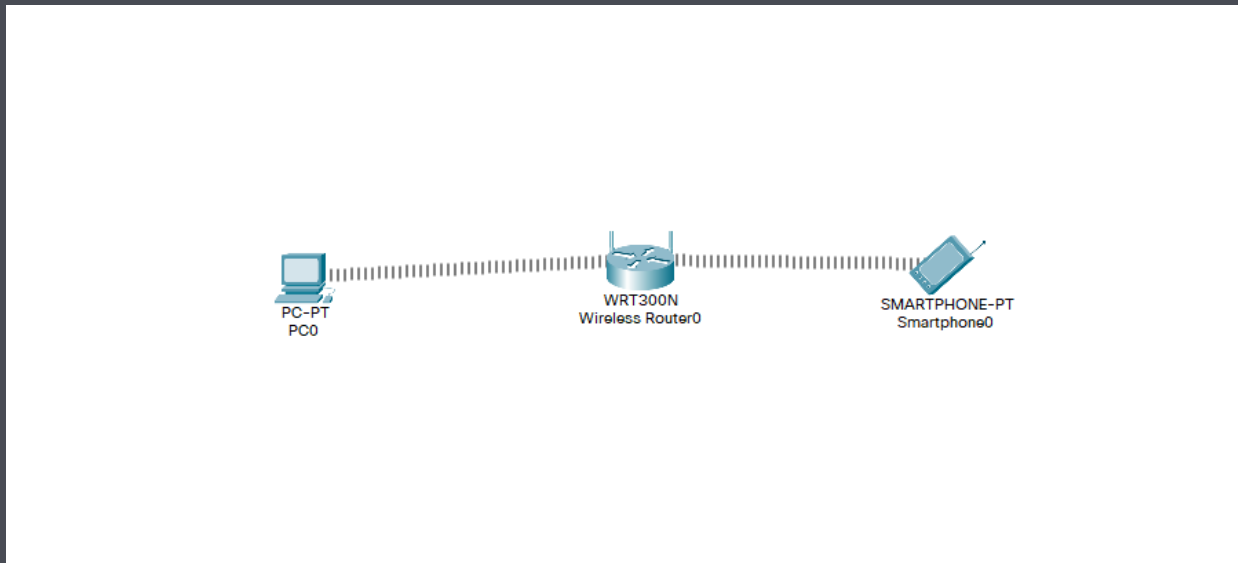 PC-PT
PC0
WRT300N
Wireless Router0
SMARTPHONE-PT
Smartphone0